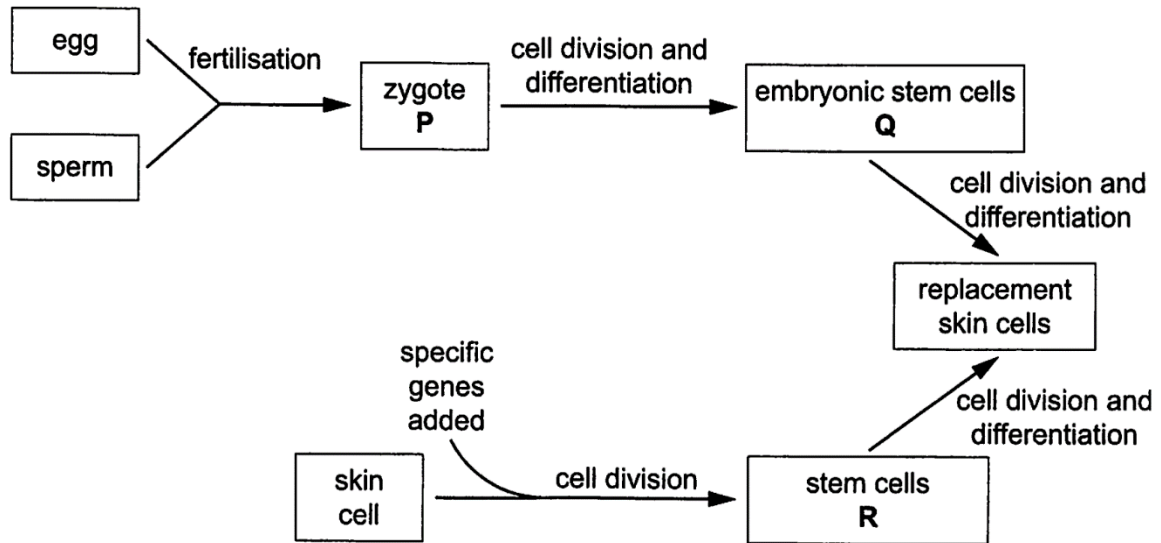 egg
sperm
fertilisation
zygote
P
cell division and
differentiation
embryonic stem cells
Q
cell division and
differentiation
replacement
skin cells
specific
genes
added
skin
cell
cell division
stem cells
R
cell division and
differentiation